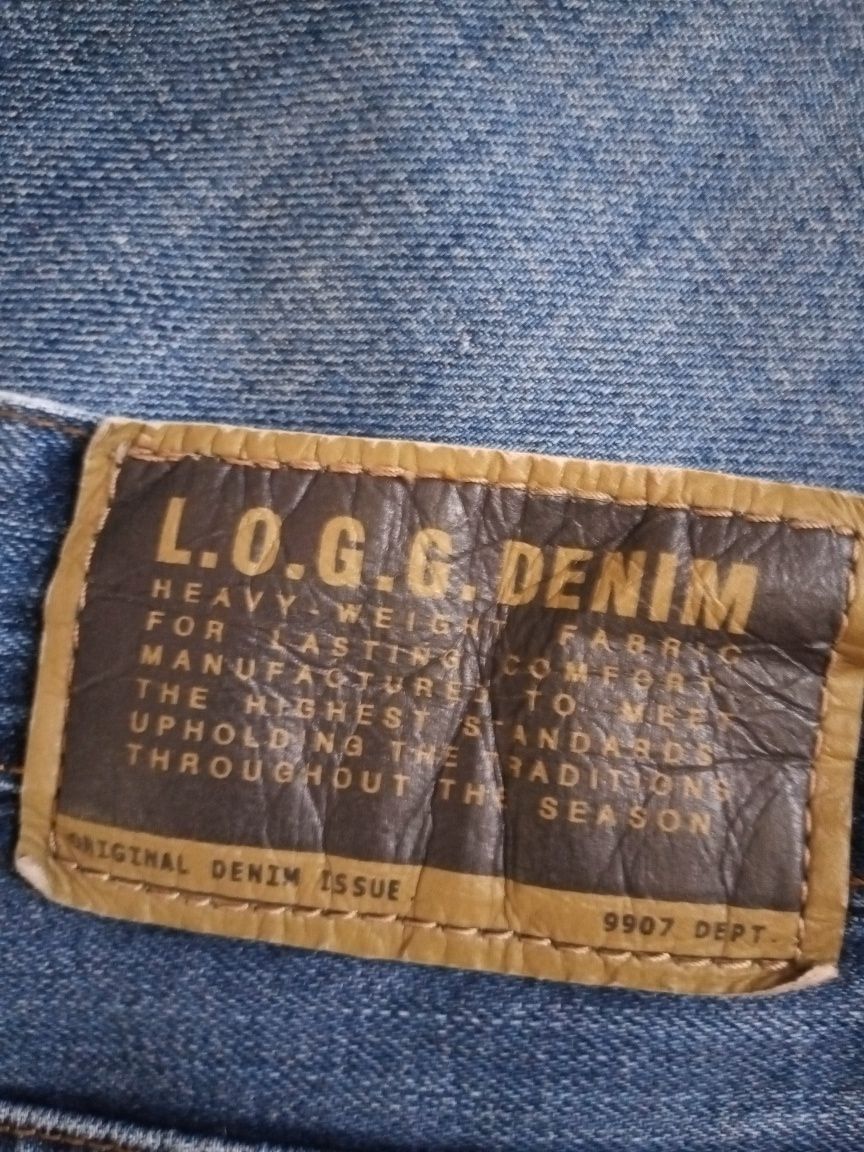 L.O.G.G. DENIM
HEAVY-WEIGHT FABRIC
FOR LASTING COMFORT
MANUFACTURED TO MEET
THE HIGHEST STANDARDS
UPHOLDING THE TRADITIONS
THROUGHOUT THE SEASON
ORIGINAL DENIM ISSUE.
9907 DEPT.